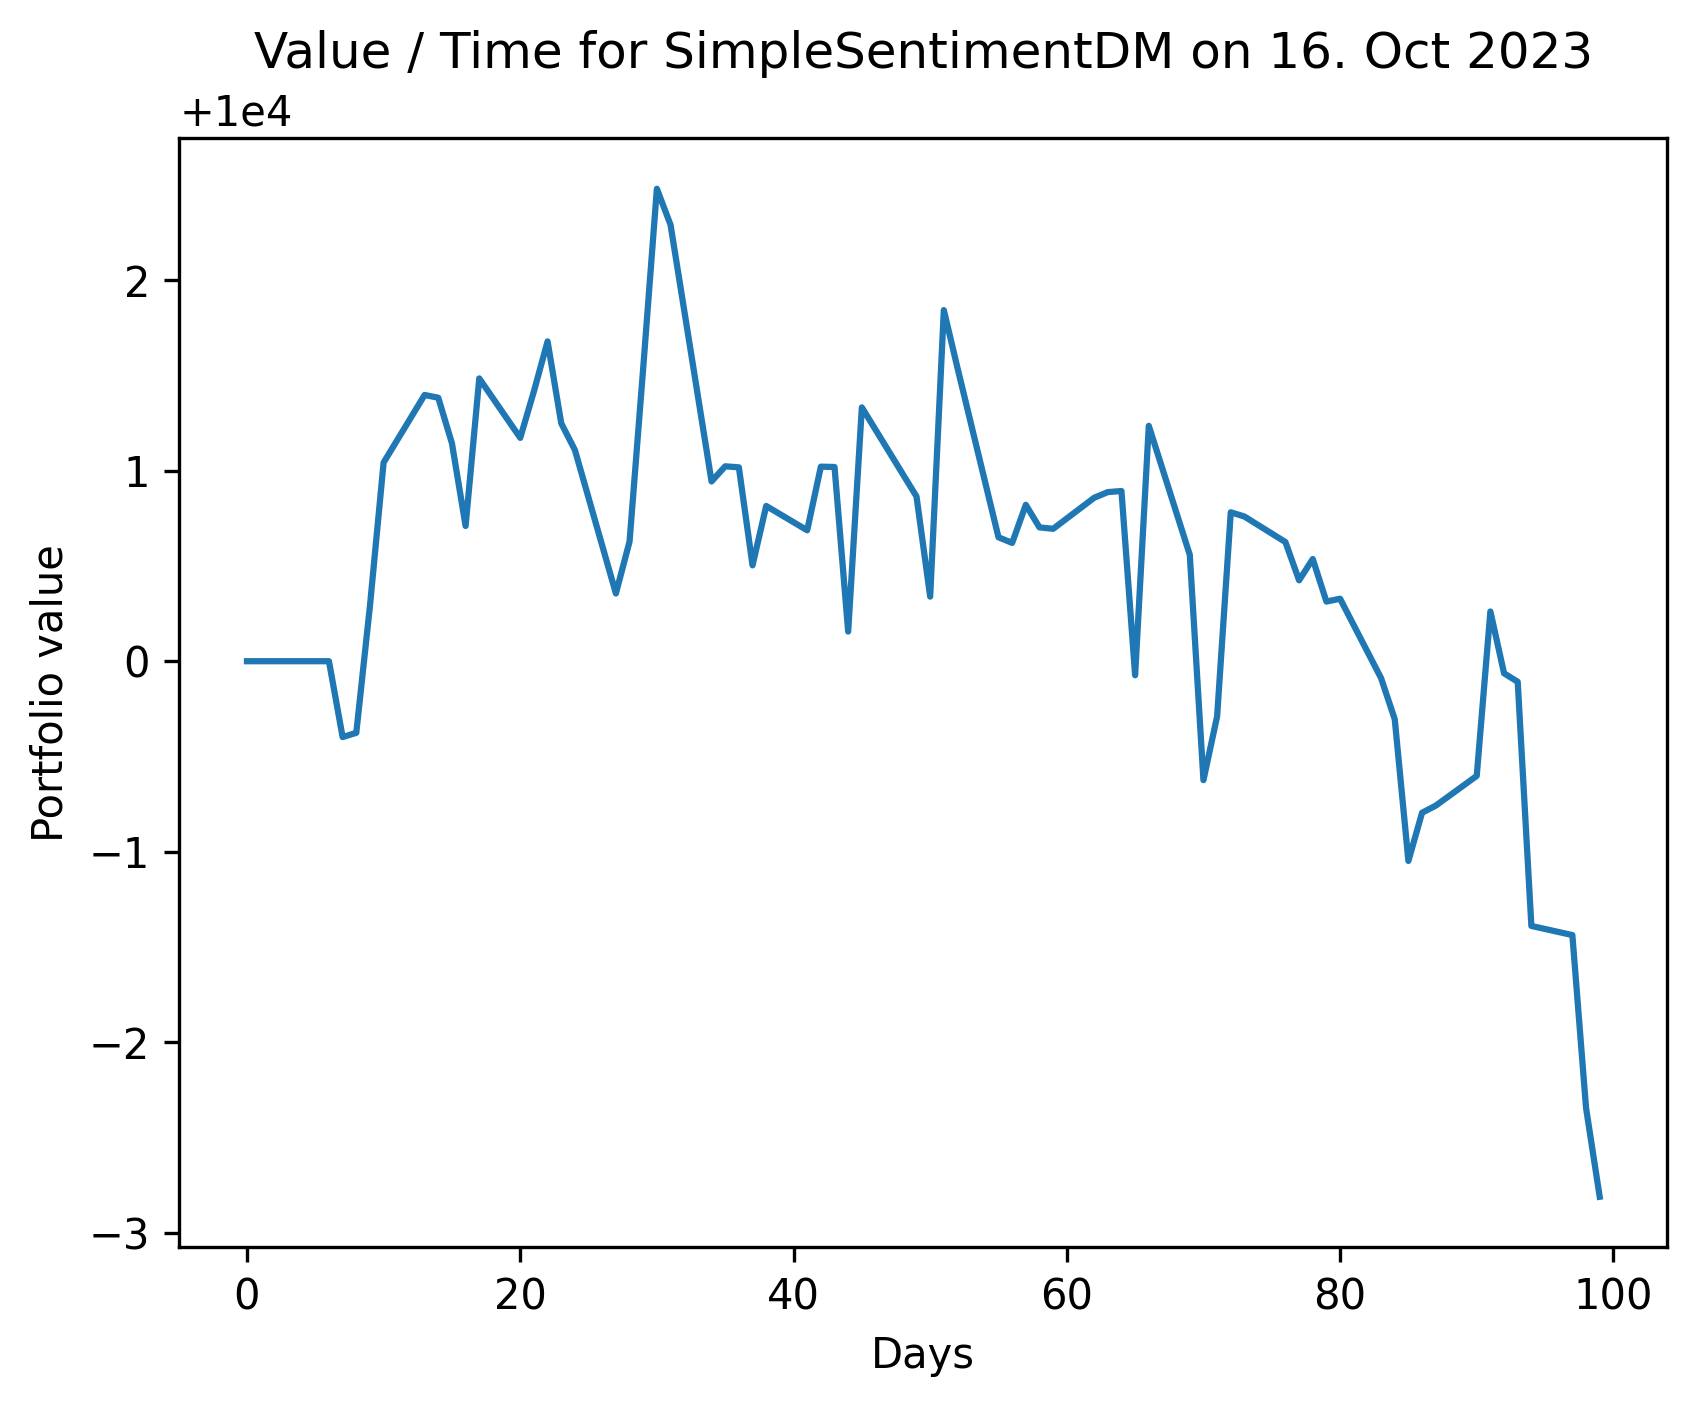 Value / Time for SimpleSentimentDM on 16. Oct 2023
+1e4
2
1
0
−1
−2
−3
Portfolio value
0 20 40 60 80 100
Days